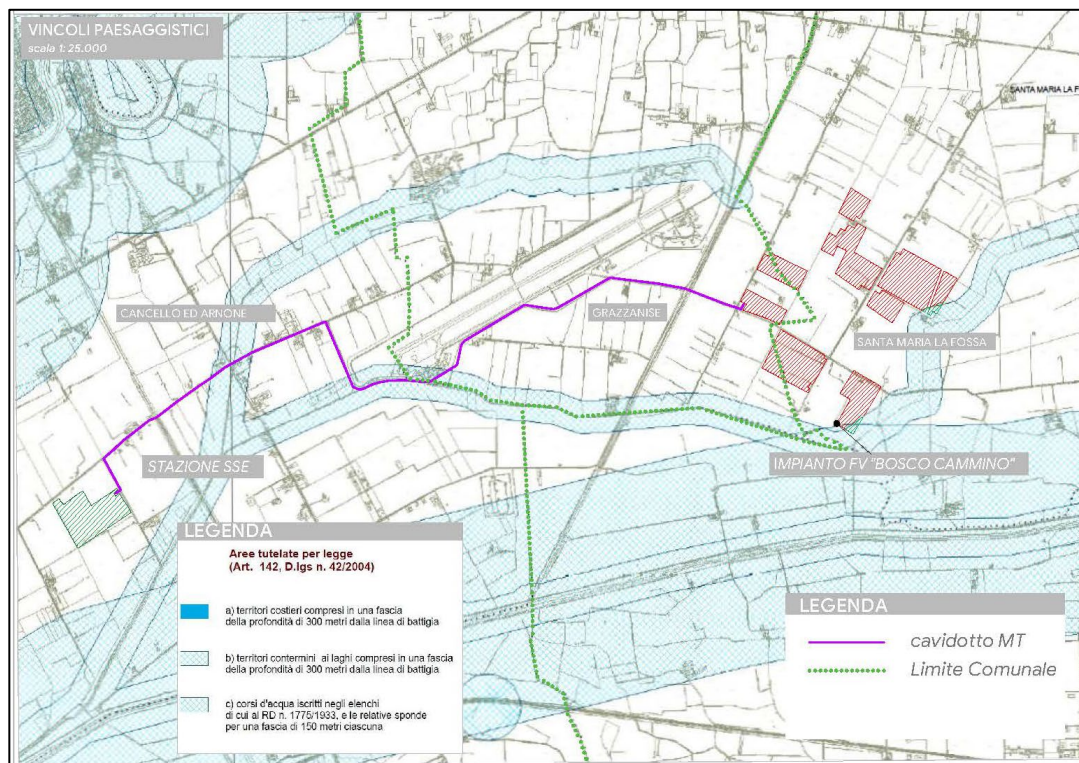 VINCOLI PAESAGGISTICI
scala 1: 25.000
SANTA MARIA LA F
CANCELLO ED ARNONE
GRAZZANISE
SANTA MARIA LA FOSSA
STAZIONE SSE
IMPIANTO FV "BOSCO CAMMINO"
LEGENDA
Aree tutelate per legge
(Art. 142, D.lgs n. 42/2004)
a) territori costieri compresi in una fascia
della profondità di 300 metri dalla linea di battigia
b) territori contermini ai laghi compresi in una fascia
della profondità di 300 metri dalla linea di battigia
c) corsi d'acqua iscritti negli elenchi
di cui al RD n. 1775/1933, e le relative sponde
per una fascia di 150 metri ciascuna
LEGENDA
cavidotto MT
Limite Comunale